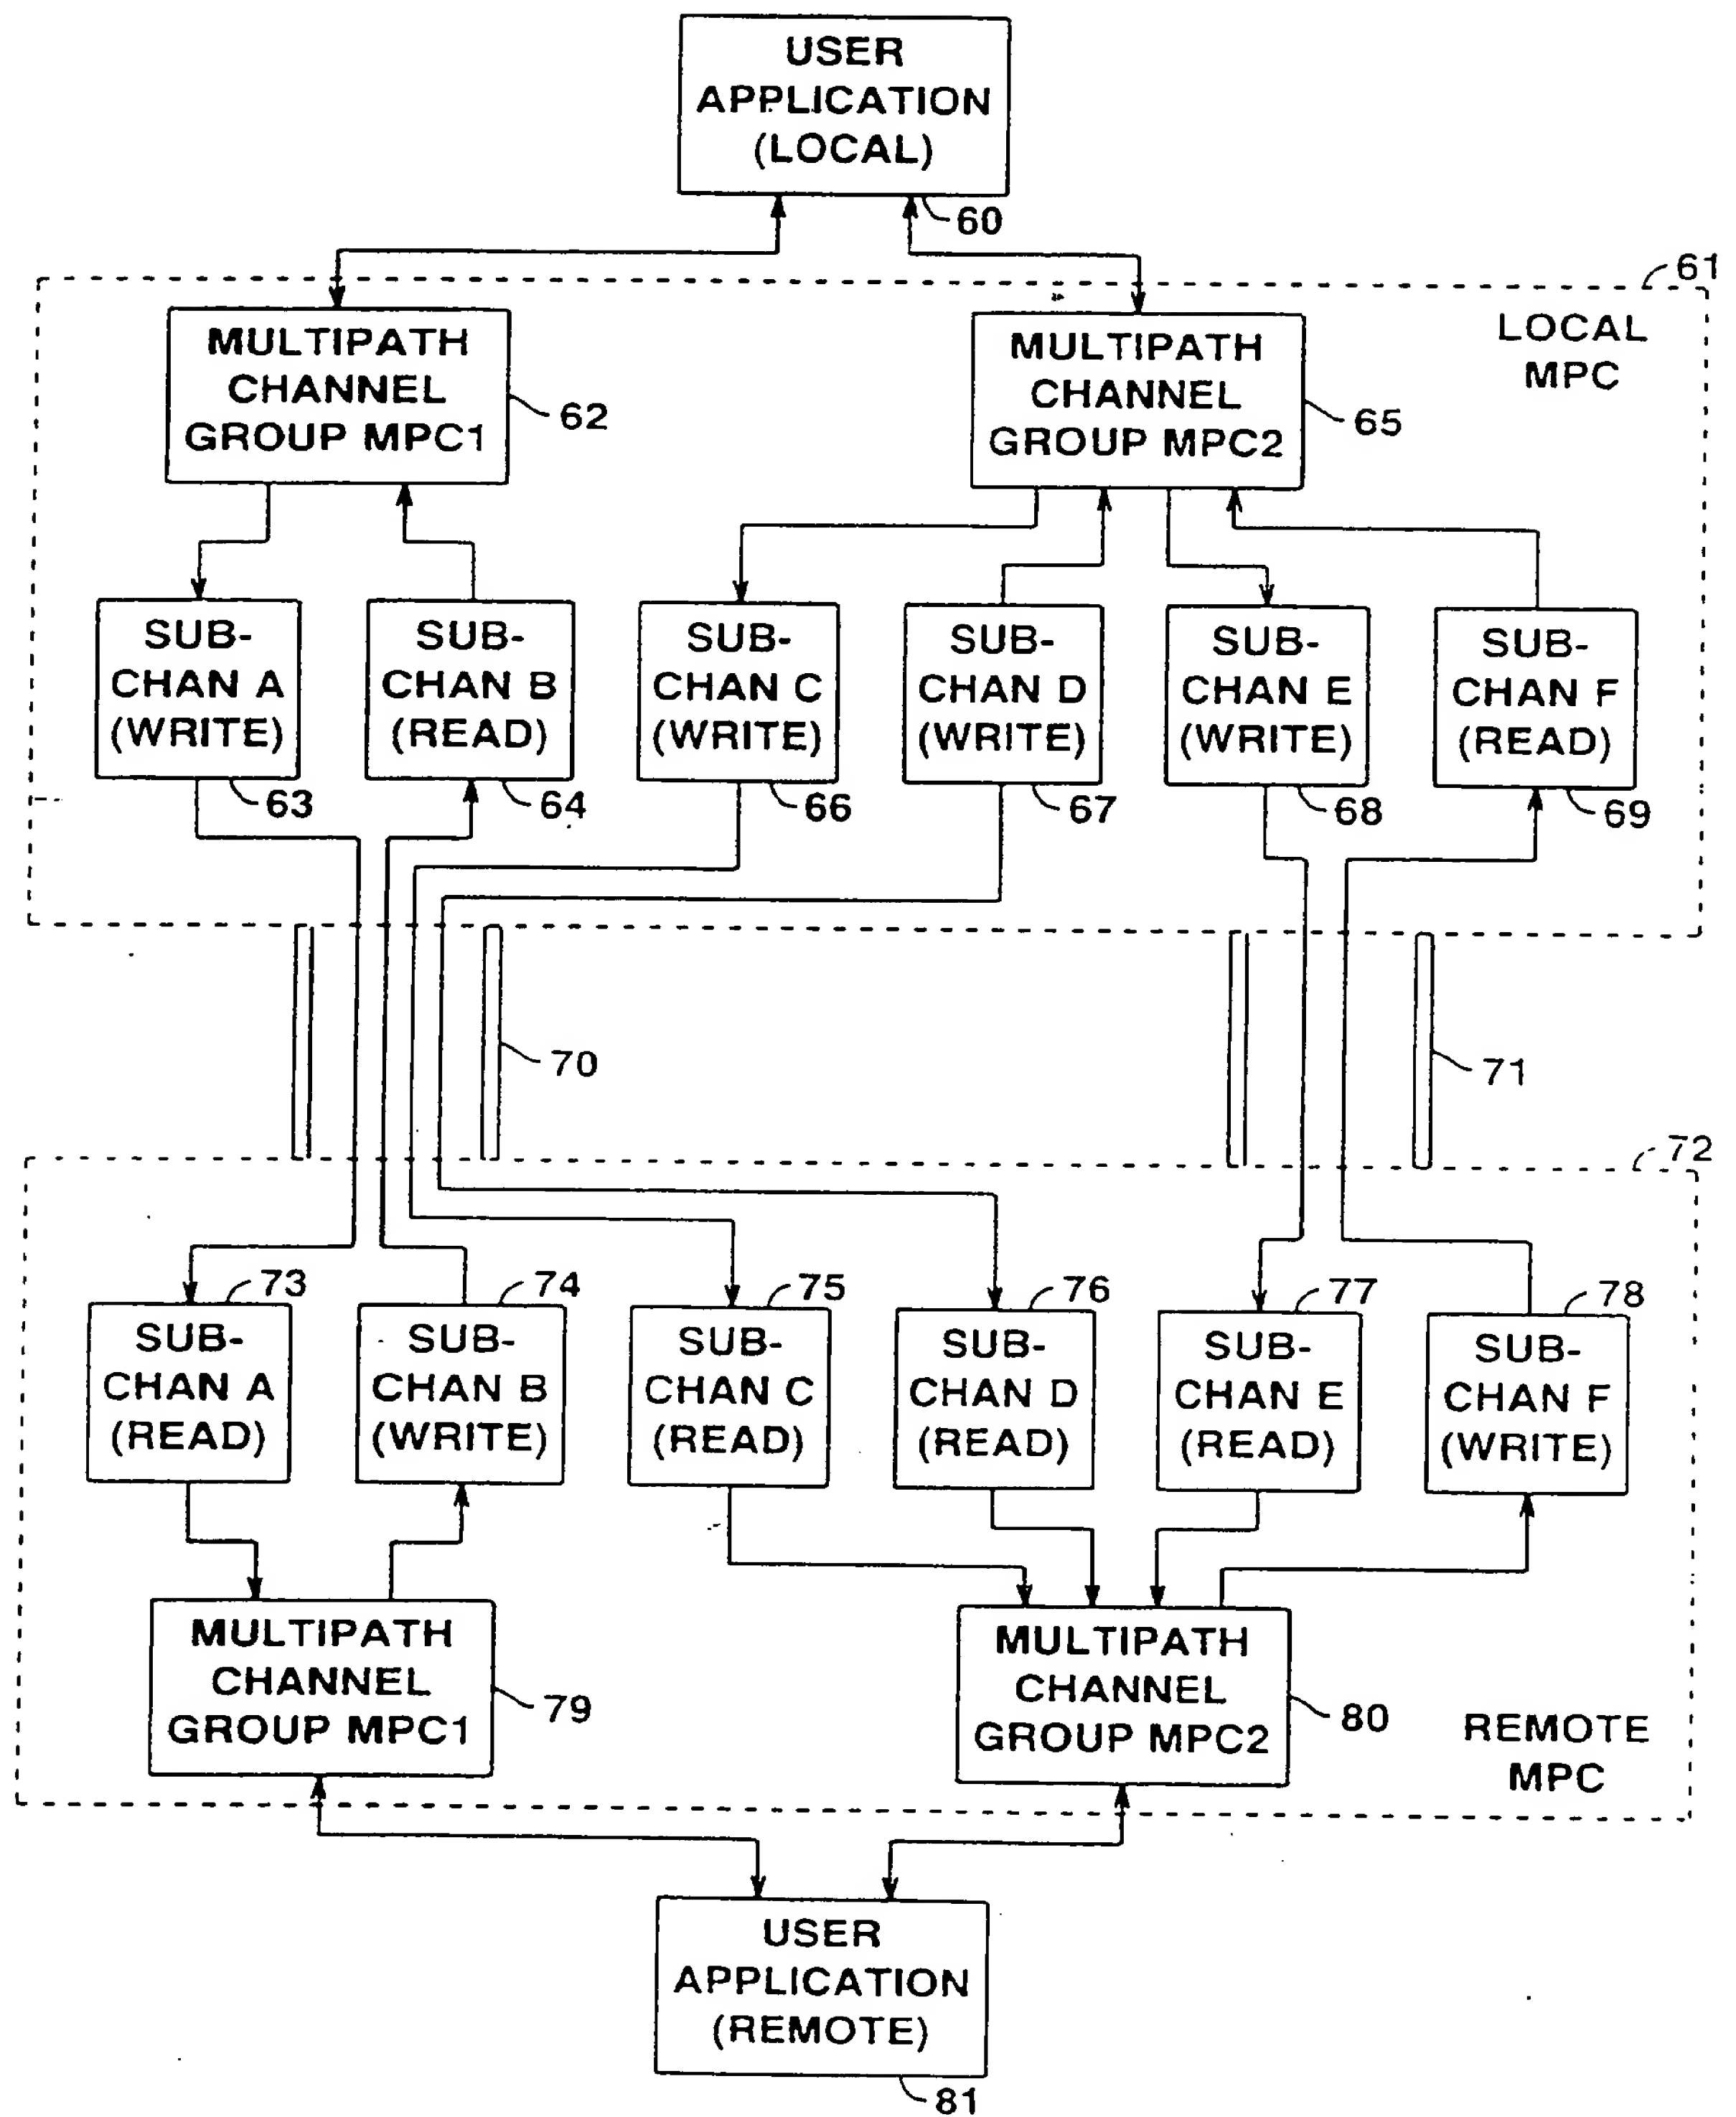 USER
APPLICATION
(LOCAL)
60
61
LOCAL
MPC
MULTIPATH
CHANNEL
GROUP MPC1
62
MULTIPATH
CHANNEL
GROUP MPC2
65
SUB-
CHAN A
(WRITE)
63
SUB-
CHAN B
(READ)
64
SUB-
CHAN C
(WRITE)
66
SUB-
CHAN D
(WRITE)
67
SUB-
CHAN E
(WRITE)
68
SUB-
CHAN F
(READ)
69
70
71
72
73
SUB-
CHAN A
(READ)
74
SUB-
CHAN B
(WRITE)
75
SUB-
CHAN C
(READ)
76
SUB-
CHAN D
(READ)
77
SUB-
CHAN E
(READ)
78
SUB-
CHAN F
(WRITE)
MULTIPATH
CHANNEL
GROUP MPC1
79
MULTIPATH
CHANNEL
GROUP MPC2
80
REMOTE
MPC
USER
APPLICATION
(REMOTE)
81